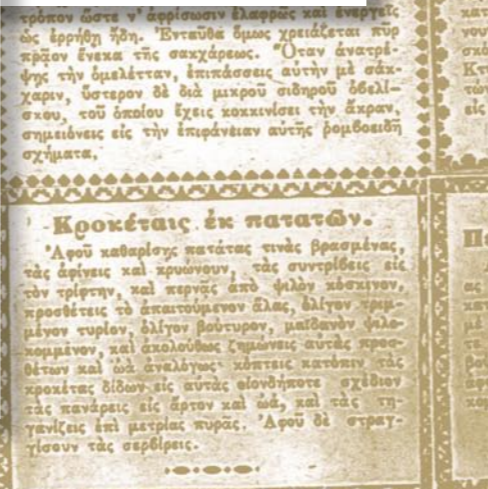 τρόπον ὥστε ν' ἀφρίσωσιν ἐλαφρῶς καὶ ἐνεργεῖς
ὡς ἐρρήθη ἤδη. Ἐνταῦθα ὅμως χρειάζεται πῦρ
πρᾶον ἕνεκα τῆς σακχάρεως. Ὅταν ἀνατρέ-
ψῃς τὴν ὀμελέτταν, ἐπιπάσσεις αὐτὴν μὲ σάκ-
χαριν, ὕστερον δὲ διὰ μικροῦ σιδηροῦ ὀβελί-
σκου, τοῦ ὁποίου ἔχεις κοκκινίσει τὴν ἄκραν,
σημειόνεις εἰς τὴν ἐπιφάνειαν αὐτῆς ῥομβοειδῆ
σχήματα,
Κροκέταις ἐκ πατατῶν.
Ἀφοῦ καθαρίσῃς πατάτας τινὰς βρασμένας,
τὰς ἀφίνεις καὶ κρυώνουν, τὰς συντρίβεις εἰς
τὸν τρίφτην, καὶ περνᾷς ἀπὸ ψιλὸν κόσκινον,
προσθέτεις τὸ ἀπαιτούμενον ἅλας, ὀλίγον τριμ-
μένον τυρίον, ὀλίγον βούτυρον, μαϊδανὸν ψιλο-
κομμένον, καὶ ἀκολούθως ζημώνεις αὐτὰς προσ-
θέτων καὶ ὠὰ ἀναλόγως· κόπτεις κατόπιν τὰς
κροκέτας δίδων εἰς αὐτὰς οἱονδήποτε σχέδιον
τὰς πανάρεις εἰς ἄρτον καὶ ὠά, καὶ τὰς τη-
γανίζεις ἐπὶ μετρίας πυρᾶς. Ἀφοῦ δὲ στραγ-
γίσουν τὰς σερβίρεις.